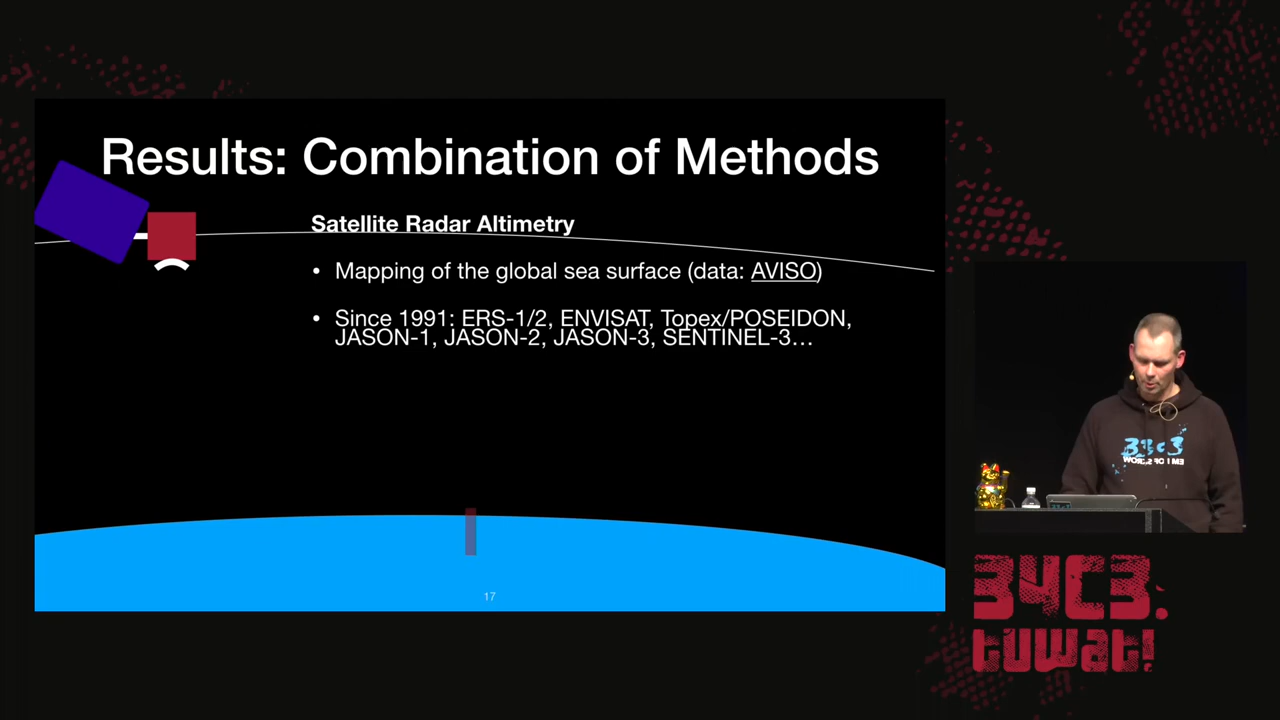 Results: Combination of Methods
Satellite Radar Altimetry
• Mapping of the global sea surface (data: AVISO)
• Since 1991: ERS-1/2, ENVISAT, Topex/POSEIDON,
JASON-1, JASON-2, JASON-3, SENTINEL-3…
17
34C3.
tuwat!